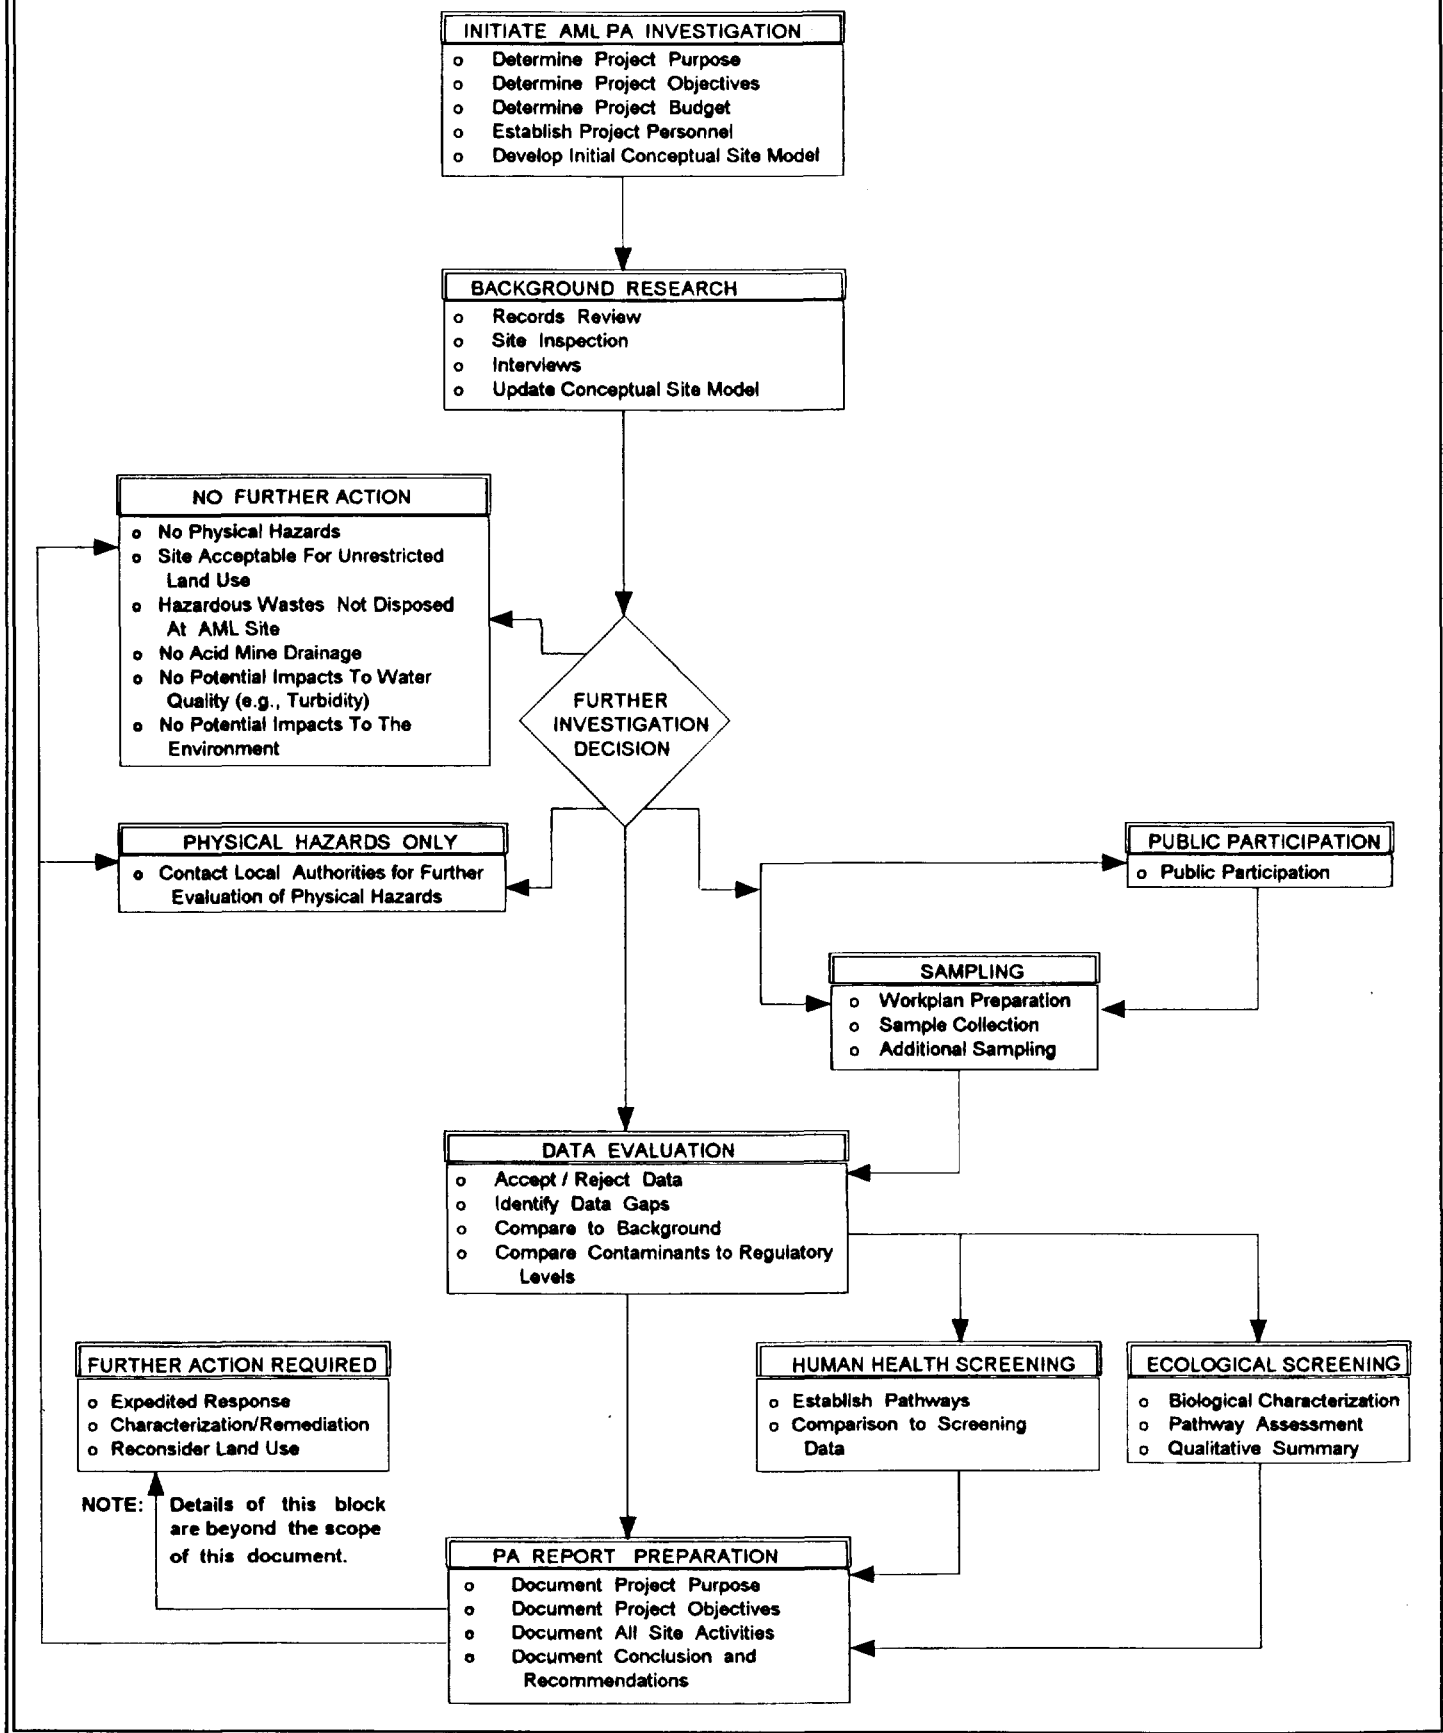 INITIATE AML PA INVESTIGATION
o Determine Project Purpose
o Determine Project Objectives
o Determine Project Budget
o Establish Project Personnel
o Develop Initial Conceptual Site Model
BACKGROUND RESEARCH
o Records Review
o Site Inspection
o Interviews
o Update Conceptual Site Model
NO FURTHER ACTION
o No Physical Hazards
o Site Acceptable For Unrestricted
Land Use
o Hazardous Wastes Not Disposed
At AML Site
o No Acid Mine Drainage
o No Potential Impacts To Water
Quality (e.g., Turbidity)
o No Potential Impacts To The
Environment
FURTHER
INVESTIGATION
DECISION
PHYSICAL HAZARDS ONLY
o Contact Local Authorities for Further
Evaluation of Physical Hazards
PUBLIC PARTICIPATION
o Public Participation
SAMPLING
o Workplan Preparation
o Sample Collection
o Additional Sampling
DATA EVALUATION
o Accept / Reject Data
o Identify Data Gaps
o Compare to Background
o Compare Contaminants to Regulatory
Levels
FURTHER ACTION REQUIRED
o Expedited Response
o Characterization/Remediation
o Reconsider Land Use
NOTE: Details of this block
are beyond the scope
of this document.
HUMAN HEALTH SCREENING
o Establish Pathways
o Comparison to Screening
Data
ECOLOGICAL SCREENING
o Biological Characterization
o Pathway Assessment
o Qualitative Summary
PA REPORT PREPARATION
o Document Project Purpose
o Document Project Objectives
o Document All Site Activities
o Document Conclusion and
Recommendations